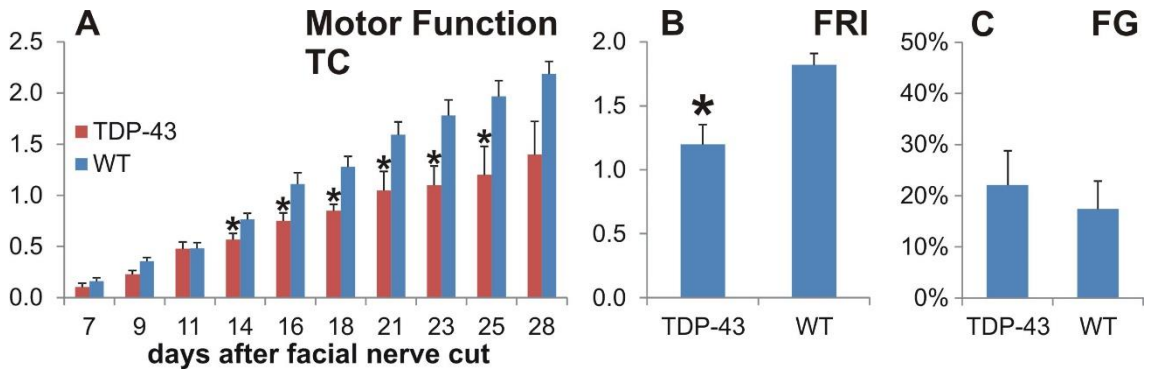 A
Motor Function
TC
2.5
2.0
1.5
1.0
0.5
0.0
TDP-43
WT
*
*
*
*
*
*
7 9 11 14 16 18 21 23 25 28
days after facial nerve cut
B FRI
2.0
1.5
1.0
0.5
0.0
*
TDP-43 WT
C FG
50%
40%
30%
20%
10%
0%
TDP-43 WT